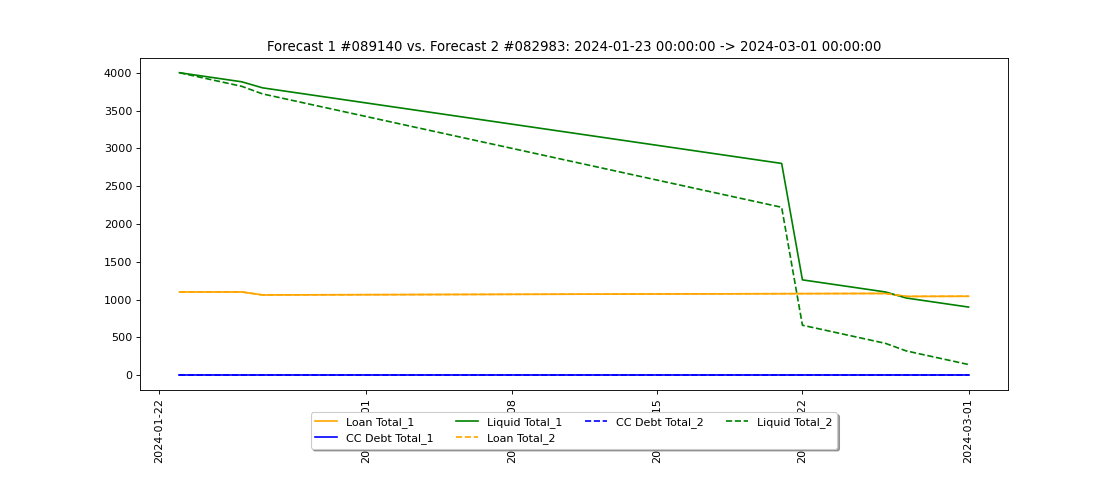 Forecast 1 #089140 vs. Forecast 2 #082983: 2024-01-23 00:00:00 -> 2024-03-01 00:00:00
4000
3500
3000
2500
2000
1500
1000
500
0
2024-01-22
2024-03-01
Loan Total_1
CC Debt Total_1
Liquid Total_1
Loan Total_2
CC Debt Total_2
Liquid Total_2